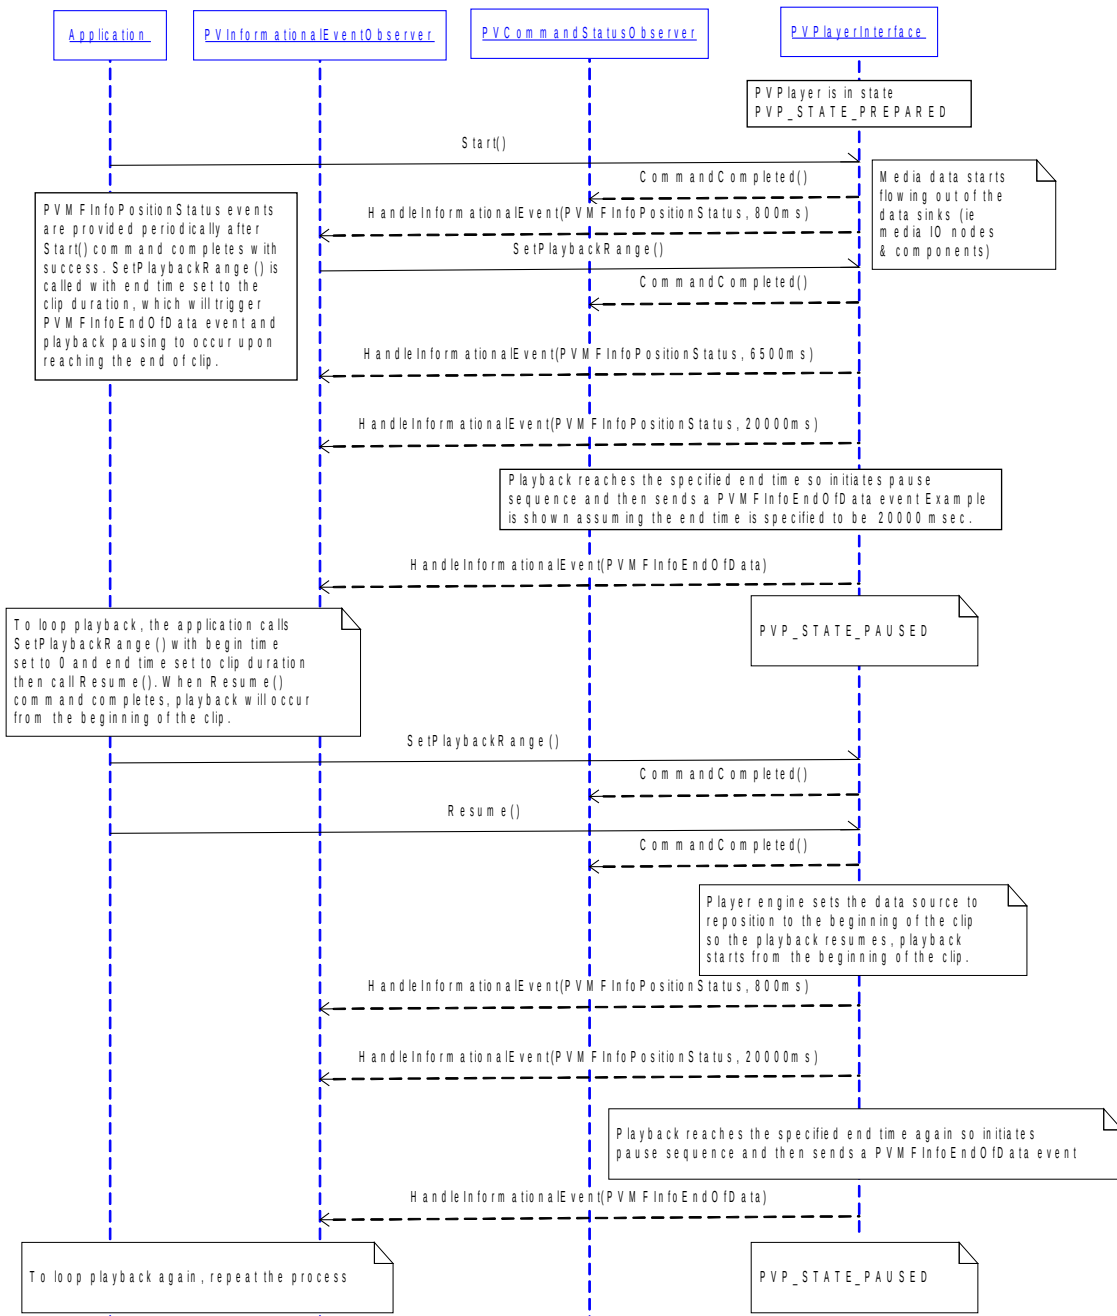 Application
PVInformationalEventObserver
PVCommandStatusObserver
PVPlayerInterface
PVPlayer is in state
PVP_STATE_PREPARED
Start()
CommandCompleted()
Media data starts
flowing out of the
data sinks (ie
media IO nodes
& components)
PVMFInfoPositionStatus events
are provided periodically after
Start() command completes with
success. SetPlaybackRange() is
called with end time set to the
clip duration, which will trigger
PVMFInfoEndOfData event and
playback pausing to occur upon
reaching the end of clip.
HandleInformationalEvent(PVMFInfoPositionStatus, 800ms)
SetPlaybackRange()
CommandCompleted()
HandleInformationalEvent(PVMFInfoPositionStatus, 6500ms)
HandleInformationalEvent(PVMFInfoPositionStatus, 20000ms)
Playback reaches the specified end time so initiates pause
sequence and then sends a PVMFInfoEndOfData event Example
is shown assuming the end time is specified to be 20000 msec.
HandleInformationalEvent(PVMFInfoEndOfData)
PVP_STATE_PAUSED
To loop playback, the application calls
SetPlaybackRange() with begin time
set to 0 and end time set to clip duration
then call Resume(). When Resume()
command completes, playback will occur
from the beginning of the clip.
SetPlaybackRange()
CommandCompleted()
Resume()
CommandCompleted()
Player engine sets the data source to
reposition to the beginning of the clip
so the playback resumes, playback
starts from the beginning of the clip.
HandleInformationalEvent(PVMFInfoPositionStatus, 800ms)
HandleInformationalEvent(PVMFInfoPositionStatus, 20000ms)
Playback reaches the specified end time again so initiates
pause sequence and then sends a PVMFInfoEndOfData event
HandleInformationalEvent(PVMFInfoEndOfData)
To loop playback again, repeat the process
PVP_STATE_PAUSED